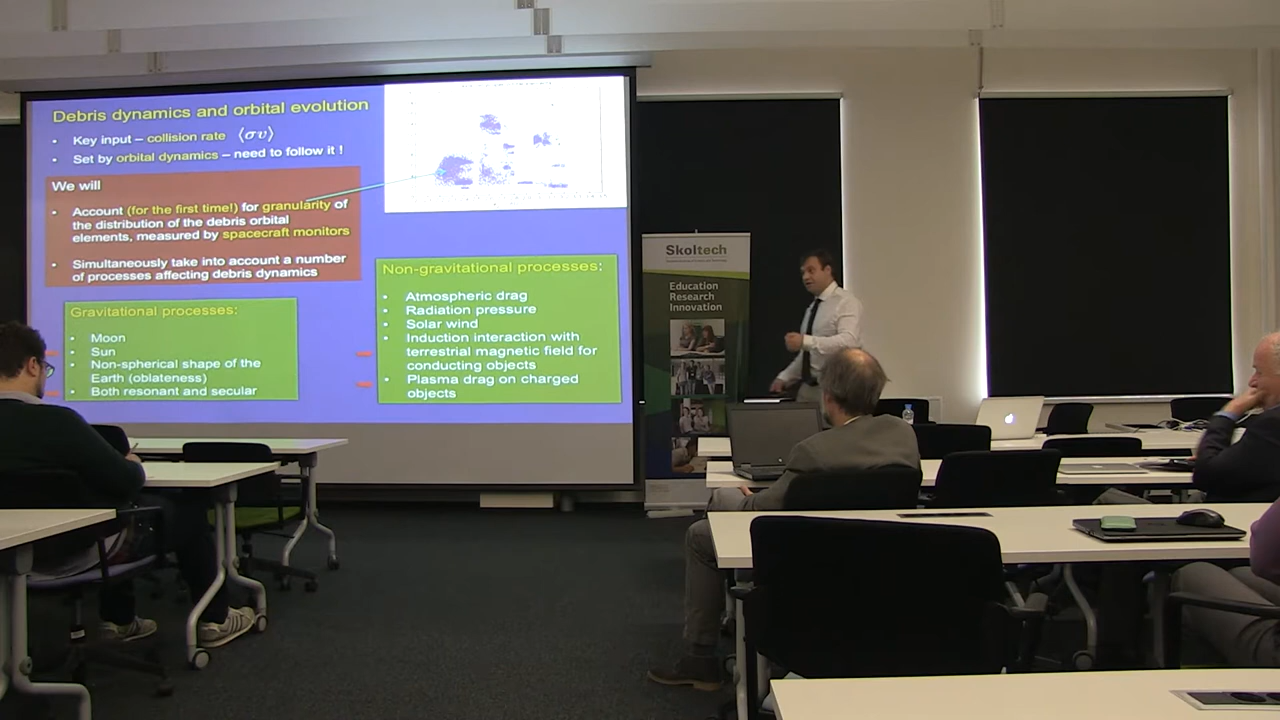 Debris dynamics and orbital evolution
• Key input – collision rate ⟨σv⟩
• Set by orbital dynamics – need to follow it !
We will
• Account (for the first time!) for granularity of
the distribution of the debris orbital
elements, measured by spacecraft monitors
• Simultaneously take into account a number
of processes affecting debris dynamics
Gravitational processes:
• Moon
• Sun
• Non-spherical shape of the
Earth (oblateness)
• Both resonant and secular
Non-gravitational processes:
• Atmospheric drag
• Radiation pressure
• Solar wind
• Induction interaction with
terrestrial magnetic field for
conducting objects
• Plasma drag on charged
objects
Skoltech
Education
Research
Innovation